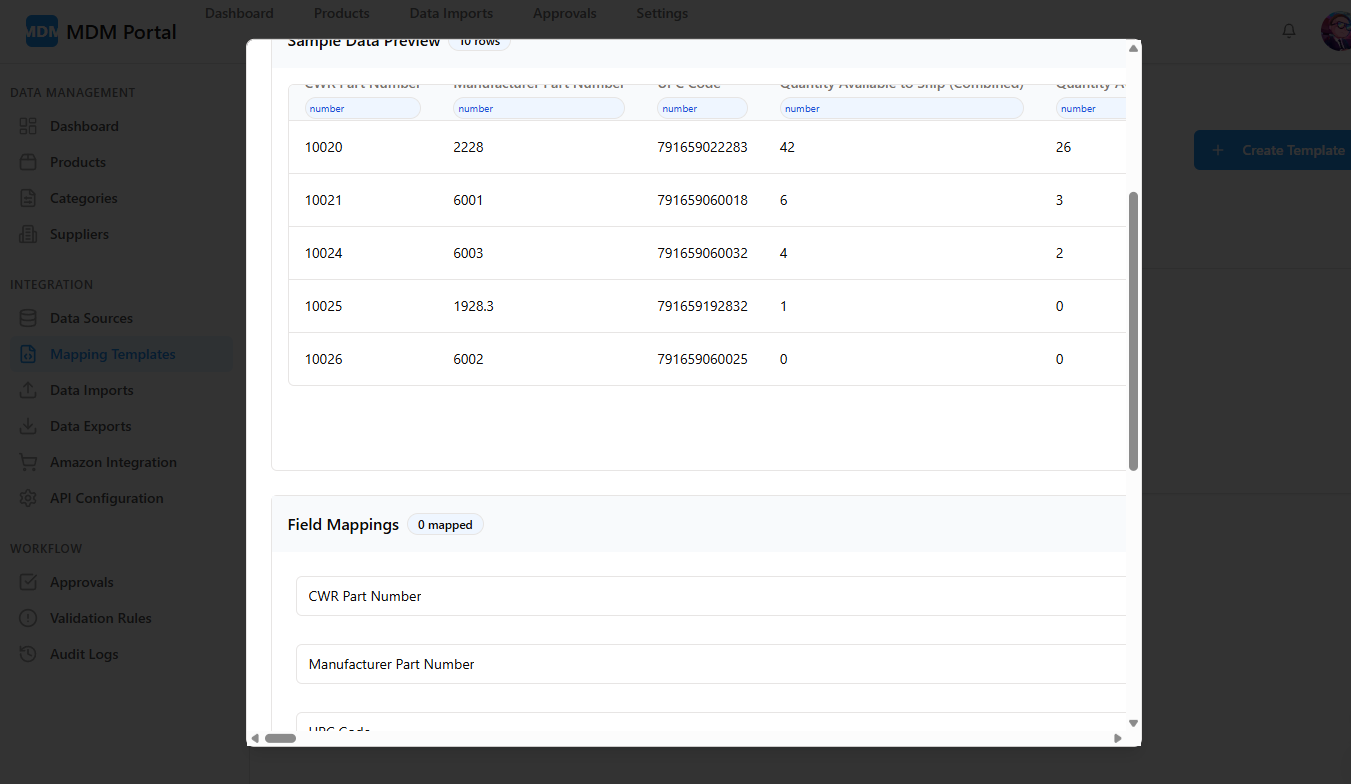 Dashboard Products Data Imports Approvals Settings
MDM MDM Portal
Sample Data Preview 10 rows
DATA MANAGEMENT
Dashboard
Products
Categories
Suppliers
INTEGRATION
Data Sources
Mapping Templates
Data Imports
Data Exports
Amazon Integration
API Configuration
WORKFLOW
Approvals
Validation Rules
Audit Logs
Create Template
CWR Part Number Manufacturer Part Number UPC Code Quantity Available to Ship (Combined) Quantity A
number number number number number
10020 2228 791659022283 42 26
10021 6001 791659060018 6 3
10024 6003 791659060032 4 2
10025 1928.3 791659192832 1 0
10026 6002 791659060025 0 0
Field Mappings 0 mapped
CWR Part Number
Manufacturer Part Number
UPC Code